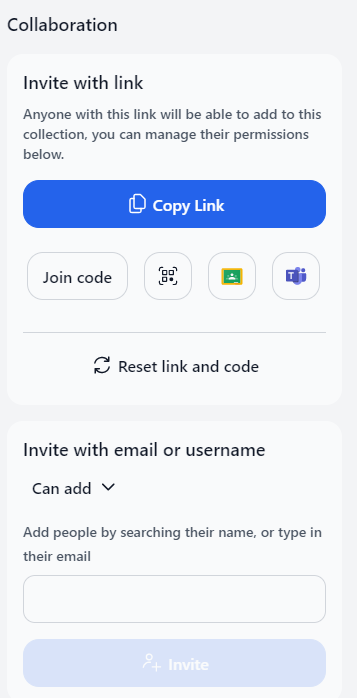 Collaboration
Invite with link
Anyone with this link will be able to add to this
collection, you can manage their permissions
below.
Copy Link
Join code
Reset link and code
Invite with email or username
Can add
Add people by searching their name, or type in
their email
Invite